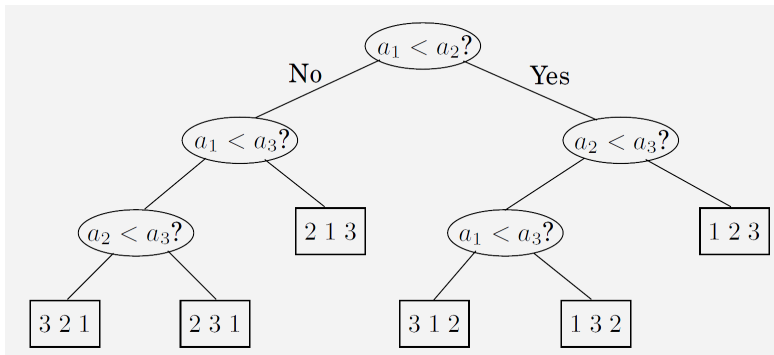 a₁ < a₂?
No Yes
a₁ < a₃? a₂ < a₃?
a₂ < a₃? 2 1 3 a₁ < a₃? 1 2 3
3 2 1 2 3 1 3 1 2 1 3 2